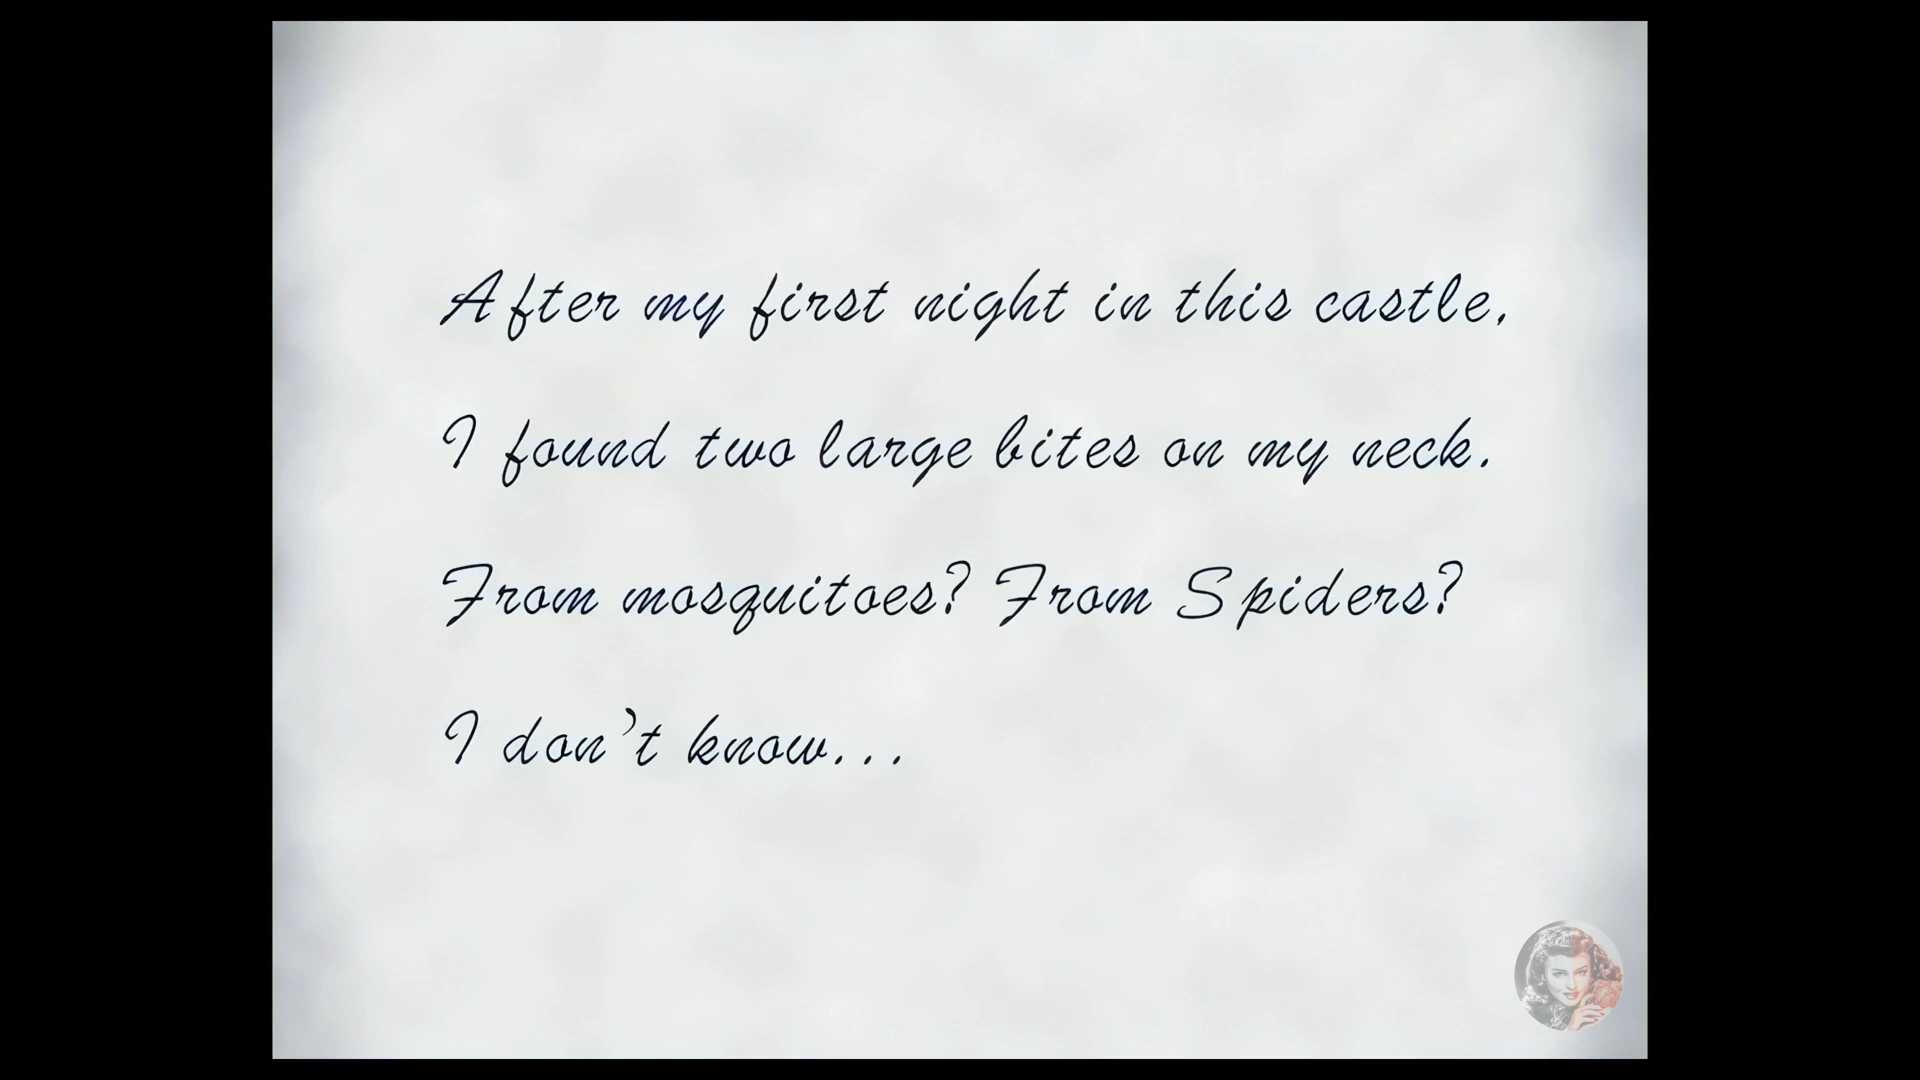 After my first night in this castle,
I found two large bites on my neck.
From mosquitoes? From Spiders?
I don't know...